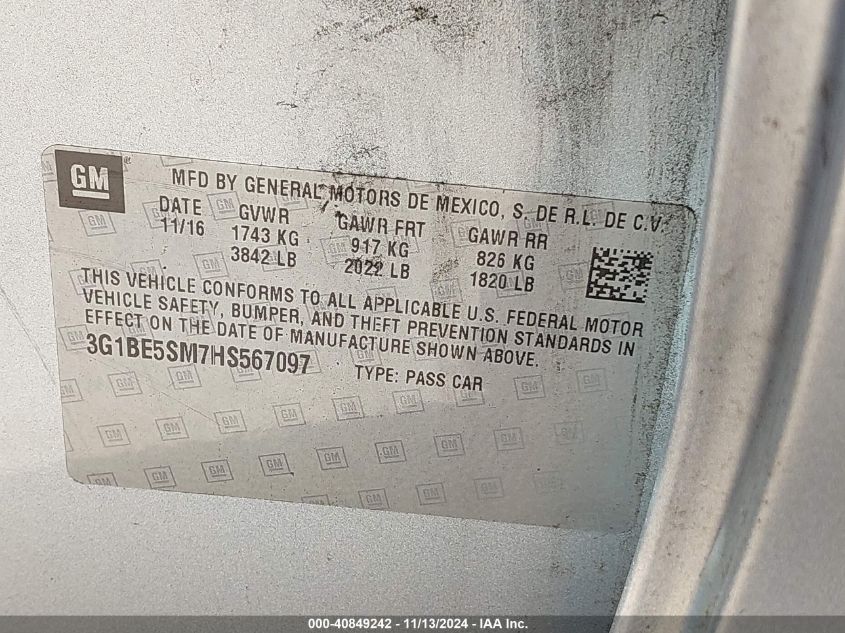 GM
MFD BY GENERAL MOTORS DE MEXICO, S. DE R.L. DE C.V.
DATE GVWR GAWR FRT GAWR RR
11/16 1743 KG 917 KG 826 KG
3842 LB 2022 LB 1820 LB
THIS VEHICLE CONFORMS TO ALL APPLICABLE U.S. FEDERAL MOTOR
VEHICLE SAFETY, BUMPER, AND THEFT PREVENTION STANDARDS IN
EFFECT ON THE DATE OF MANUFACTURE SHOWN ABOVE.
3G1BE5SM7HS567097 TYPE: PASS CAR
000-40849242 - 11/13/2024 - IAA Inc.